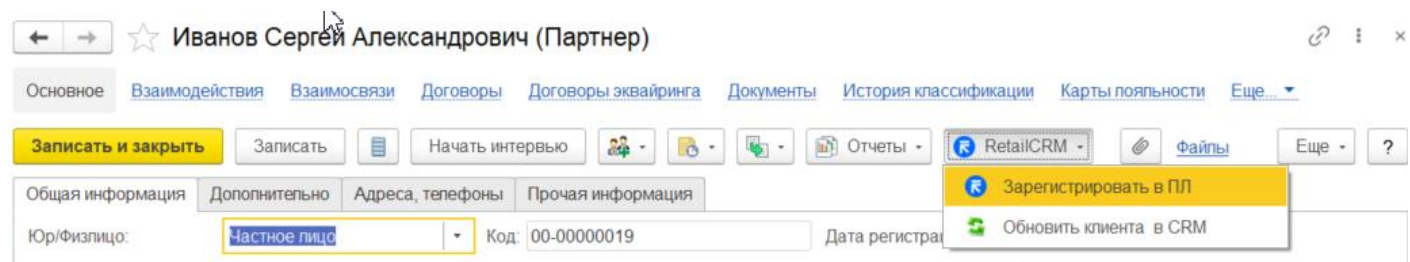 Иванов Сергей Александрович (Партнер)
Основное Взаимодействия Взаимосвязи Договоры Договоры эквайринга Документы История классификации Карты лояльности Еще...
Записать и закрыть Записать Начать интервью Отчеты RetailCRM Файлы Еще ?
Общая информация Дополнительно Адреса, телефоны Прочая информация Зарегистрировать в ПЛ
Юр/Физлицо: Частное лицо Код: 00-00000019 Дата регистра Обновить клиента в CRM